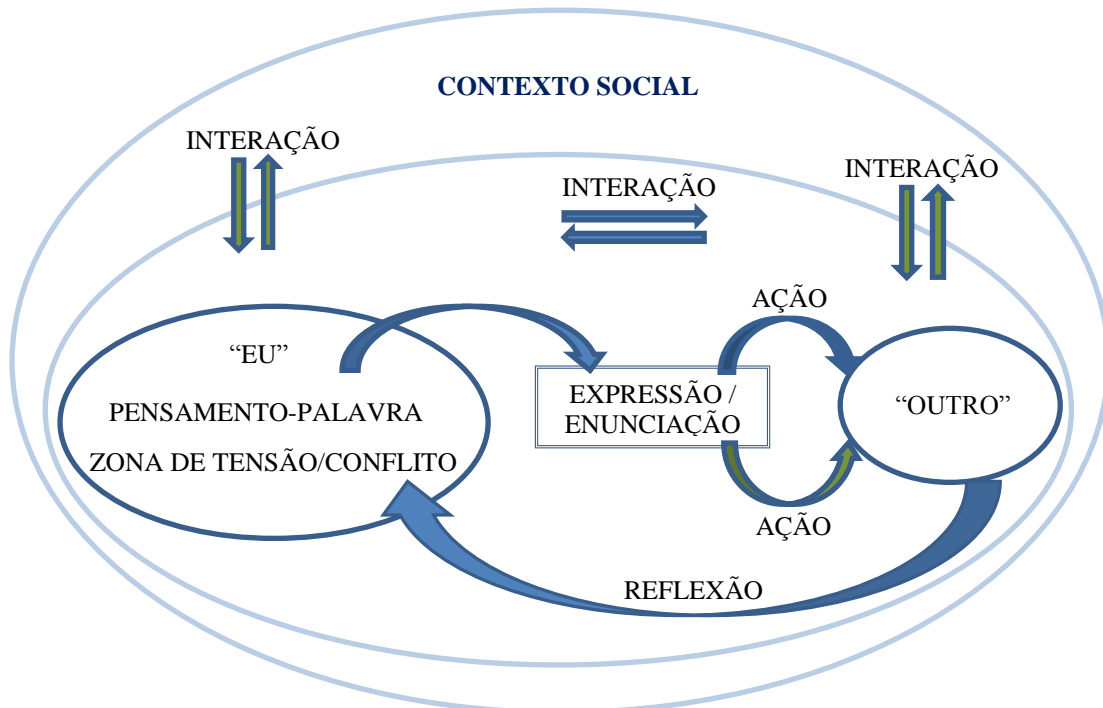 CONTEXTO SOCIAL
INTERAÇÃO
INTERAÇÃO
INTERAÇÃO
AÇÃO
“EU”
PENSAMENTO-PALAVRA
ZONA DE TENSÃO/CONFLITO
EXPRESSÃO /
ENUNCIAÇÃO
“OUTRO”
AÇÃO
REFLEXÃO